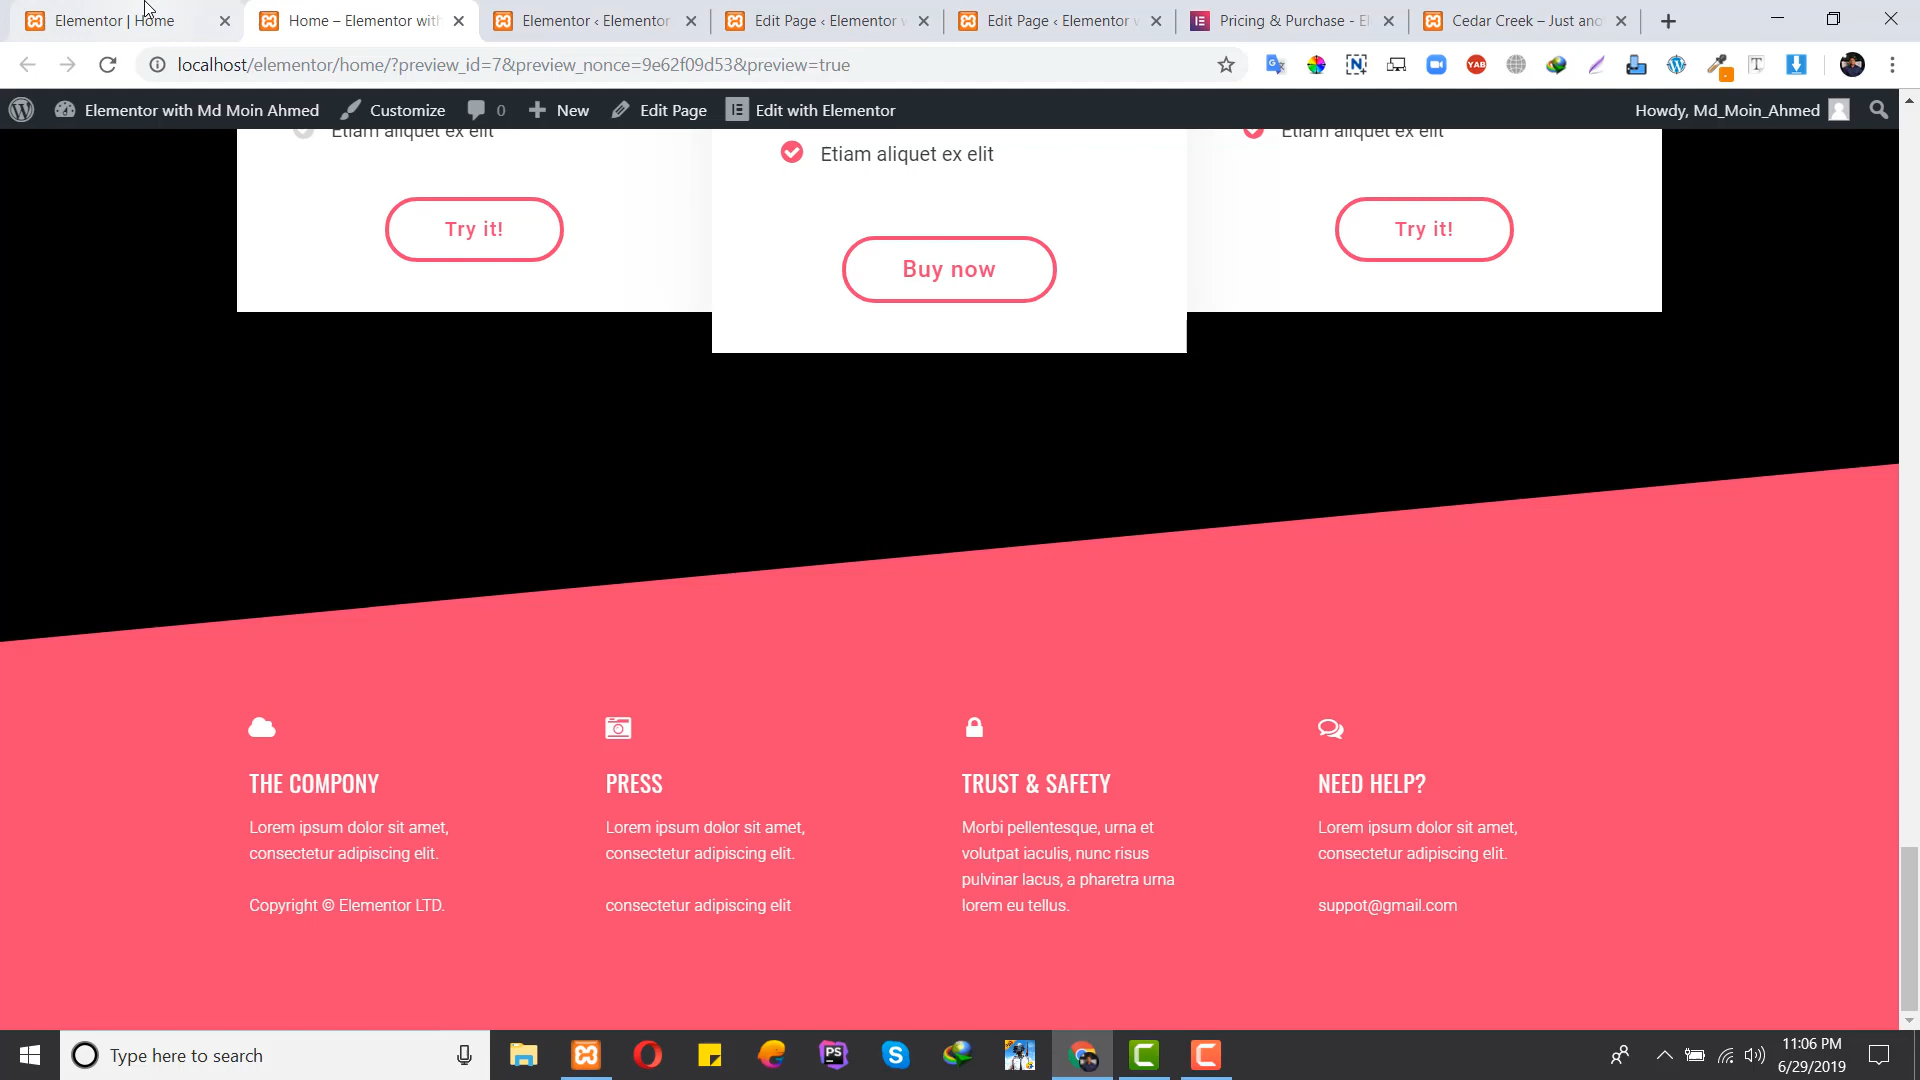 Elementor | Home
Home – Elementor with
Elementor ‹ Elementor
Edit Page ‹ Elementor w
Edit Page ‹ Elementor w
Pricing & Purchase - El
Cedar Creek – Just ano
localhost/elementor/home/?preview_id=7&preview_nonce=9e62f09d53&preview=true
Elementor with Md Moin Ahmed
Customize
0
New
Edit Page
Edit with Elementor
Howdy, Md_Moin_Ahmed
Etiam aliquet ex elit
Etiam aliquet ex elit
Etiam aliquet ex elit
Try it!
Buy now
Try it!
THE COMPONY
Lorem ipsum dolor sit amet,
consectetur adipiscing elit.
Copyright © Elementor LTD.
PRESS
Lorem ipsum dolor sit amet,
consectetur adipiscing elit.
consectetur adipiscing elit
TRUST & SAFETY
Morbi pellentesque, urna et
volutpat iaculis, nunc risus
pulvinar lacus, a pharetra urna
lorem eu tellus.
NEED HELP?
Lorem ipsum dolor sit amet,
consectetur adipiscing elit.
suppot@gmail.com
Type here to search
11:06 PM
6/29/2019